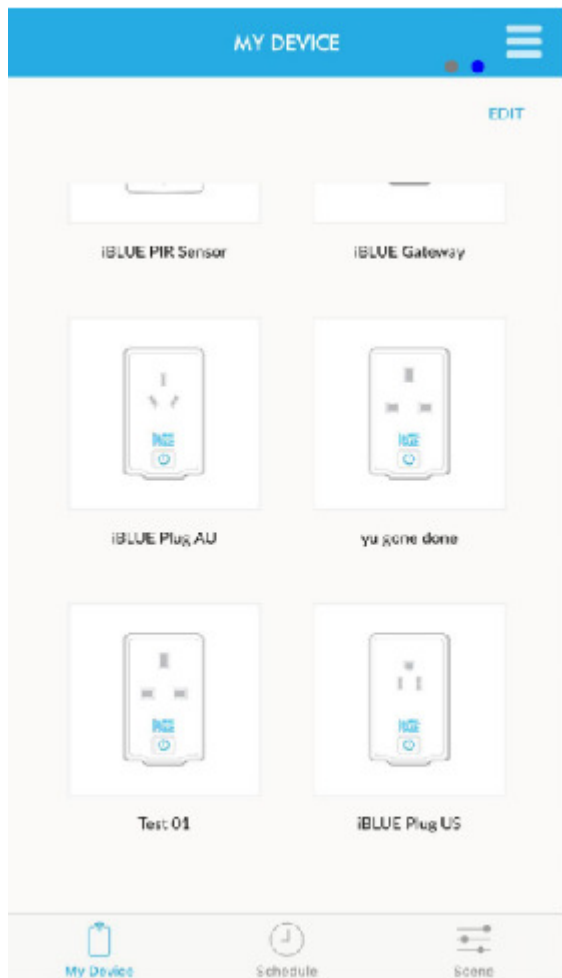 MY DEVICE
EDIT
iBLUE PIR Sensor
iBLUE Gateway
iBLUE Plug AU
yu gone done
Test 01
iBLUE Plug US
My Device
Schedule
Scene